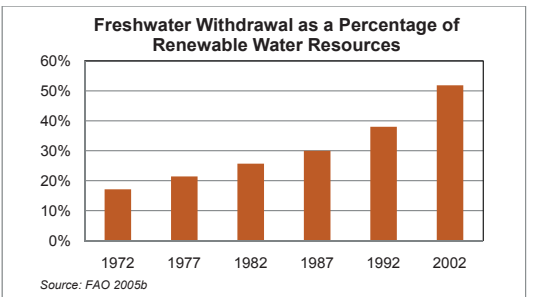 Freshwater Withdrawal as a Percentage of
Renewable Water Resources
60%
50%
40%
30%
20%
10%
0%
1972 1977 1982 1987 1992 2002
Source: FAO 2005b